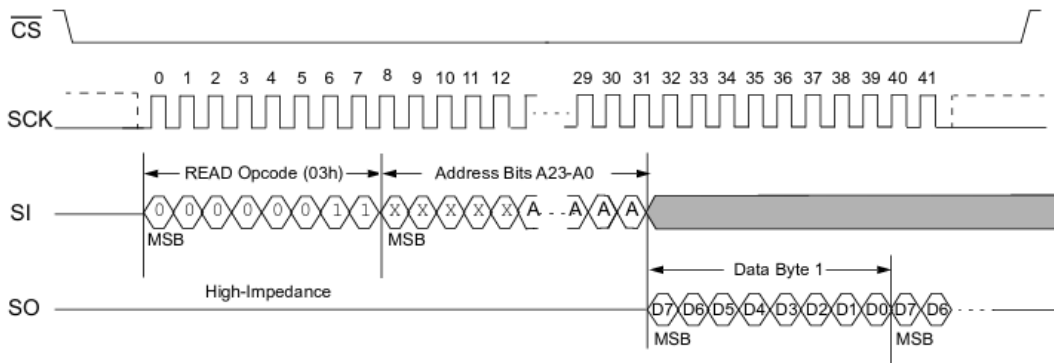 CS
0 1 2 3 4 5 6 7 8 9 10 11 12 29 30 31 32 33 34 35 36 37 38 39 40 41
SCK
READ Opcode (03h) Address Bits A23-A0
SI 0 0 0 0 0 0 1 1 X X X X X A A A A
MSB MSB
Data Byte 1
High-Impedance
SO D7 D6 D5 D4 D3 D2 D1 D0 D7 D6
MSB MSB